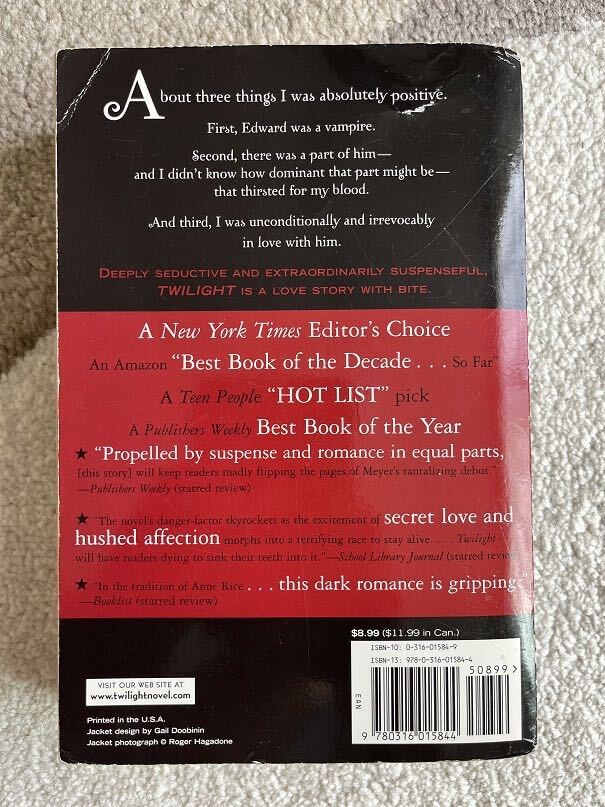 About three things I was absolutely positive.
First, Edward was a vampire.
Second, there was a part of him—
and I didn't know how dominant that part might be—
that thirsted for my blood.
And third, I was unconditionally and irrevocably
in love with him.
DEEPLY SEDUCTIVE AND EXTRAORDINARILY SUSPENSEFUL,
TWILIGHT IS A LOVE STORY WITH BITE.
A New York Times Editor's Choice
An Amazon “Best Book of the Decade . . . So Far”
A Teen People “HOT LIST” pick
A Publishers Weekly Best Book of the Year
★ “Propelled by suspense and romance in equal parts,
[this story] will keep readers madly flipping the pages of Meyer's tantalizing debut.”
—Publishers Weekly (starred review)
★ “The novel's danger-factor skyrockets as the excitement of secret love and
hushed affection morphs into a terrifying race to stay alive. . . . Twilight
will have readers dying to sink their teeth into it.”—School Library Journal (starred review
★ “In the tradition of Anne Rice . . . this dark romance is gripping.”
—Booklist (starred review)
$8.99 ($11.99 in Can.)
ISBN-10: 0-316-01584-9
ISBN-13: 978-0-316-01584-4
50899 >
EAN
9 780316 015844
VISIT OUR WEB SITE AT
www.twilightnovel.com
Printed in the U.S.A.
Jacket design by Gail Doobinin
Jacket photograph © Roger Hagadone